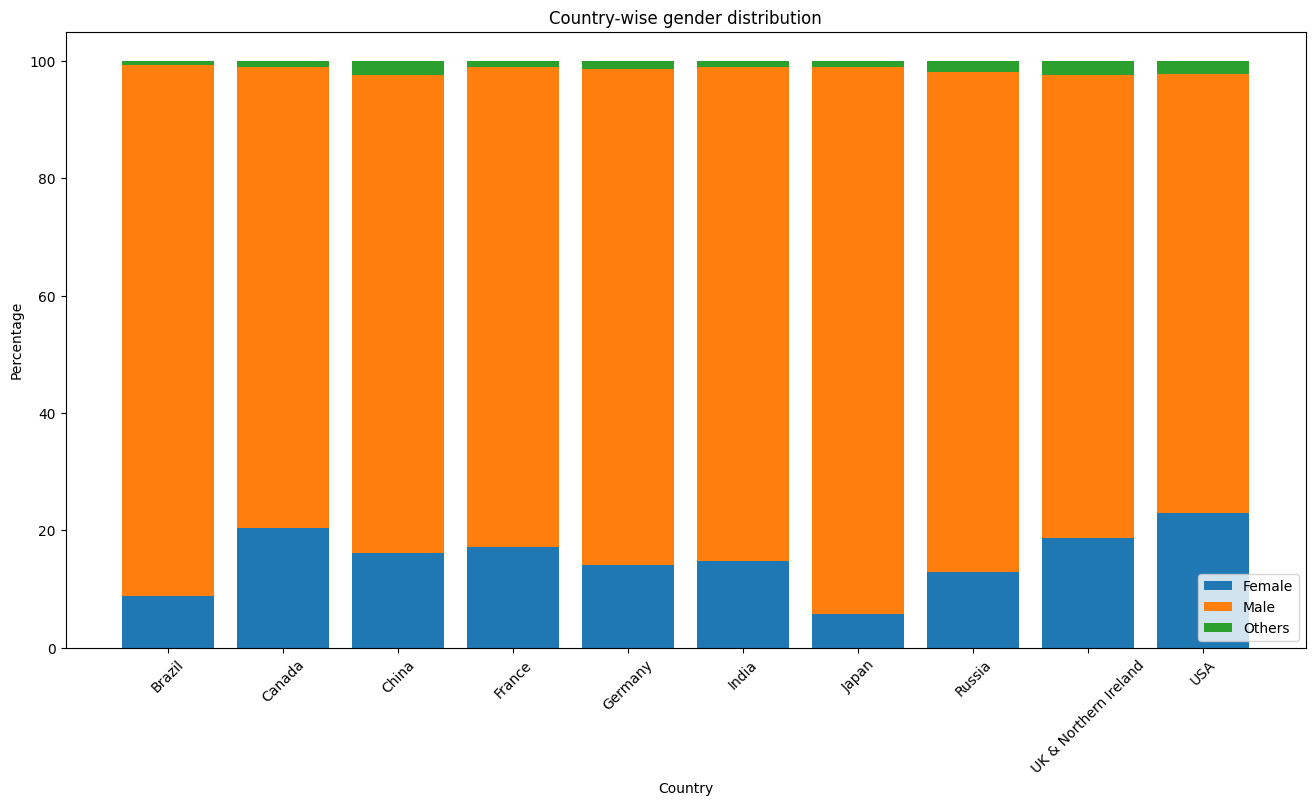 Country-wise gender distribution
Percentage
100
80
60
40
20
0
Female
Male
Others
Brazil
Canada
China
France
Germany
India
Japan
Russia
UK & Northern Ireland
USA
Country